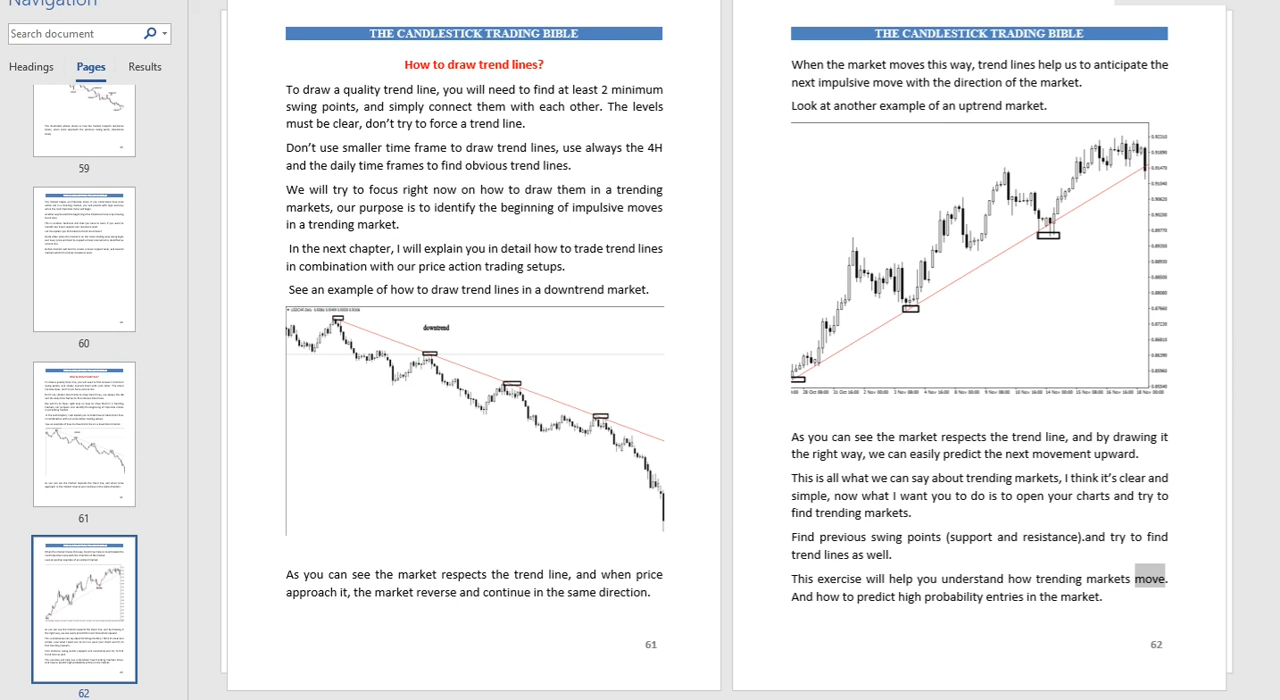 Navigation
Search document
Headings
Pages
Results
59
60
61
62
THE CANDLESTICK TRADING BIBLE
How to draw trend lines?
To draw a quality trend line, you will need to find at least 2 minimum
swing points, and simply connect them with each other. The levels
must be clear, don't try to force a trend line.
Don't use smaller time frame to draw trend lines, use always the 4H
and the daily time frames to find obvious trend lines.
We will try to focus right now on how to draw them in a trending
markets, our purpose is to identify the beginning of impulsive moves
in a trending market.
In the next chapter, I will explain you in detail how to trade trend lines
in combination with our price action trading setups.
See an example of how to draw trend lines in a downtrend market.
downtrend
As you can see the market respects the trend line, and when price
approach it, the market reverse and continue in the same direction.
61
THE CANDLESTICK TRADING BIBLE
When the market moves this way, trend lines help us to anticipate the
next impulsive move with the direction of the market.
Look at another example of an uptrend market.
As you can see the market respects the trend line, and by drawing it
the right way, we can easily predict the next movement upward.
This is all what we can say about trending markets, I think it's clear and
simple, now what I want you to do is to open your charts and try to
find trending markets.
Find previous swing points (support and resistance).and try to find
trend lines as well.
This exercise will help you understand how trending markets move.
And how to predict high probability entries in the market.
62